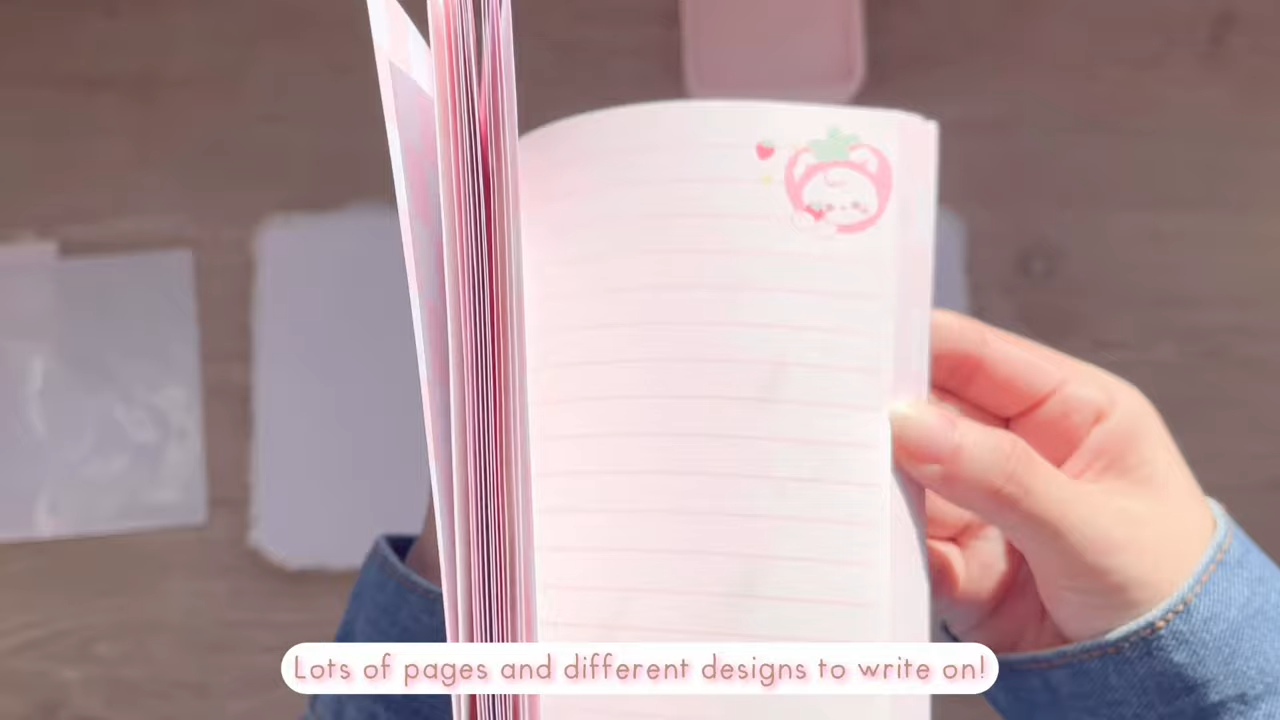 Lots of pages and different designs to write on!